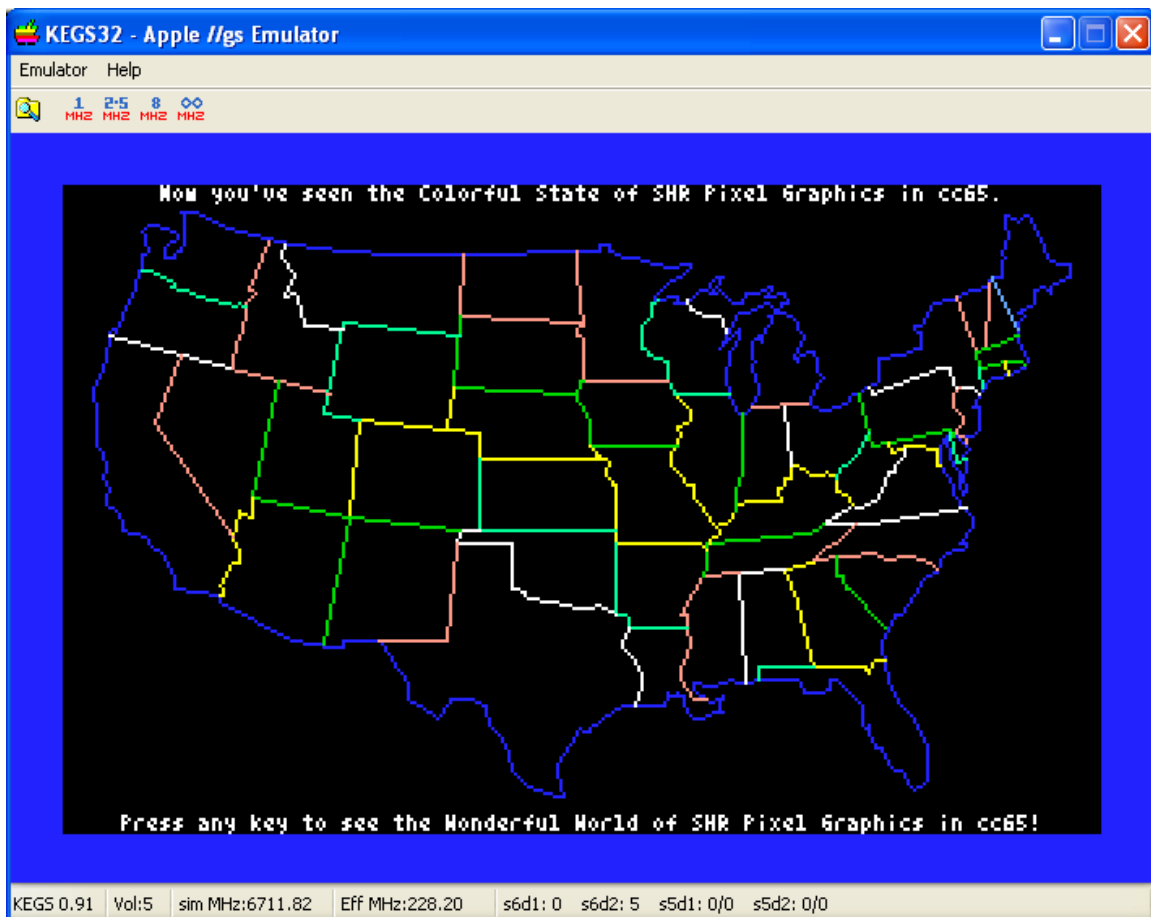 KEGS32 - Apple //gs Emulator
Emulator Help
1 MHZ 2·5 MHZ 8 MHZ ∞ MHZ
Now you've seen the Colorful State of SHR Pixel Graphics in cc65.
Press any key to see the Wonderful World of SHR Pixel Graphics in cc65!
KEGS 0.91 Vol:5 sim MHz:6711.82 Eff MHz:228.20 s6d1: 0 s6d2: 5 s5d1: 0/0 s5d2: 0/0